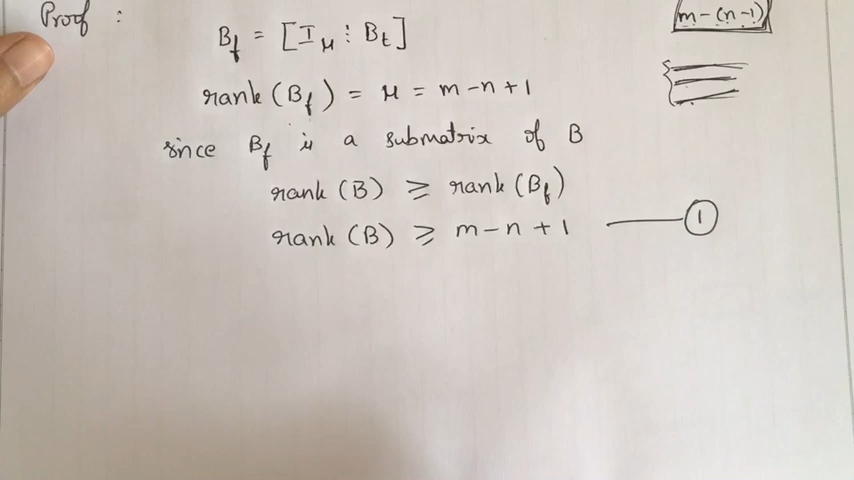 Proof :
m-(n-1)
B_f = [I_μ ⋮ B_t]
rank (B_f) = μ = m-n+1
since B_f is a submatrix of B
rank (B) ≥ rank (B_f)
rank (B) ≥ m-n+1 —— ①